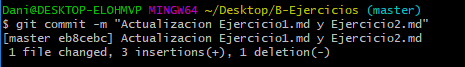 Dani@DESKTOP-ELOHMVP MINGW64 ~/Desktop/B-Ejercicios (master)
$ git commit -m "Actualizacion Ejercicio1.md y Ejercicio2.md"
[master eb8cebc] Actualizacion Ejercicio1.md y Ejercicio2.md
1 file changed, 3 insertions(+), 1 deletion(-)